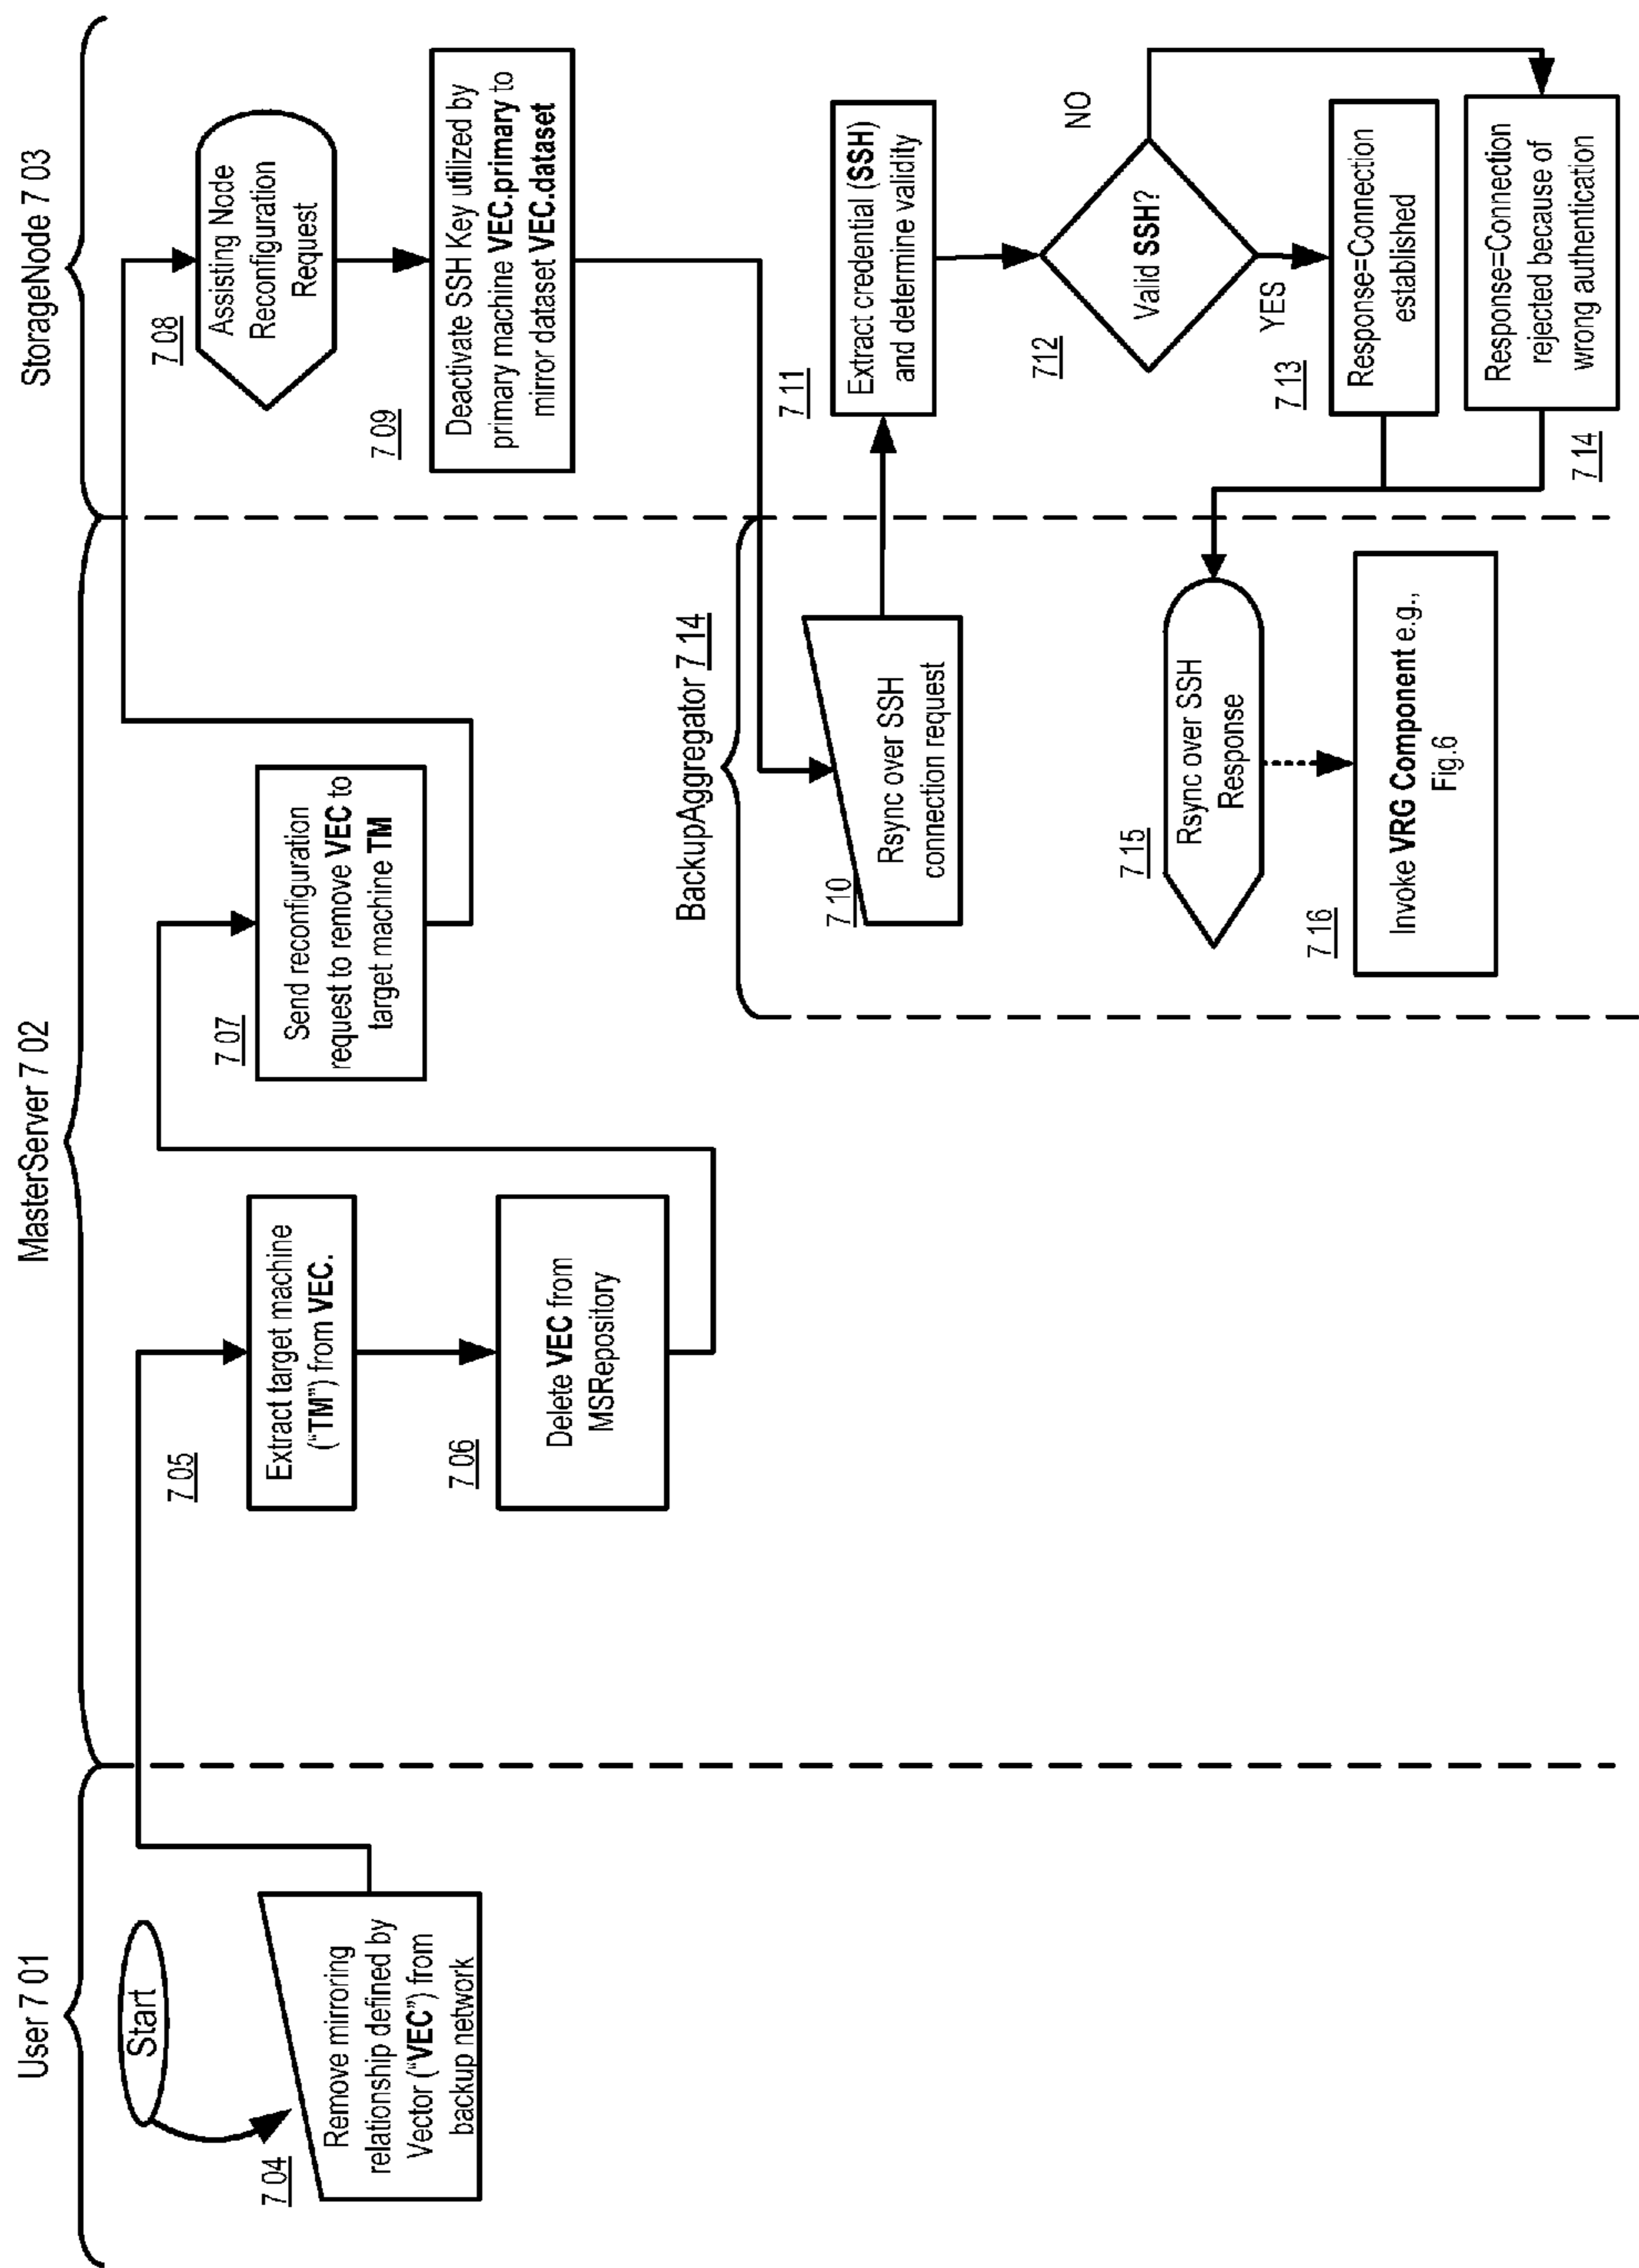 User 7 01
MasterServer 7 02
StorageNode 7 03
Start
7 04
Remove mirroring
relationship defined by
Vector (“VEC”) from
backup network
7 05
Extract target machine
(“TM”) from VEC.
7 06
Delete VEC from
MSRepository
7 07
Send reconfiguration
request to remove VEC to
target machine TM
7 08
Assisting Node
Reconfiguration
Request
7 09
Deactivate SSH Key utilized by
primary machine VEC.primary to
mirror dataset VEC.dataset
BackupAggregator 7 14
7 10
Rsync over SSH
connection request
7 11
Extract credential (SSH)
and determine validity
712
Valid SSH?
NO
YES
7 13
Response=Connection
established
7 14
Response=Connection
rejected because of
wrong authentication
7 15
Rsync over SSH
Response
7 16
Invoke VRG Component e.g.,
Fig.6